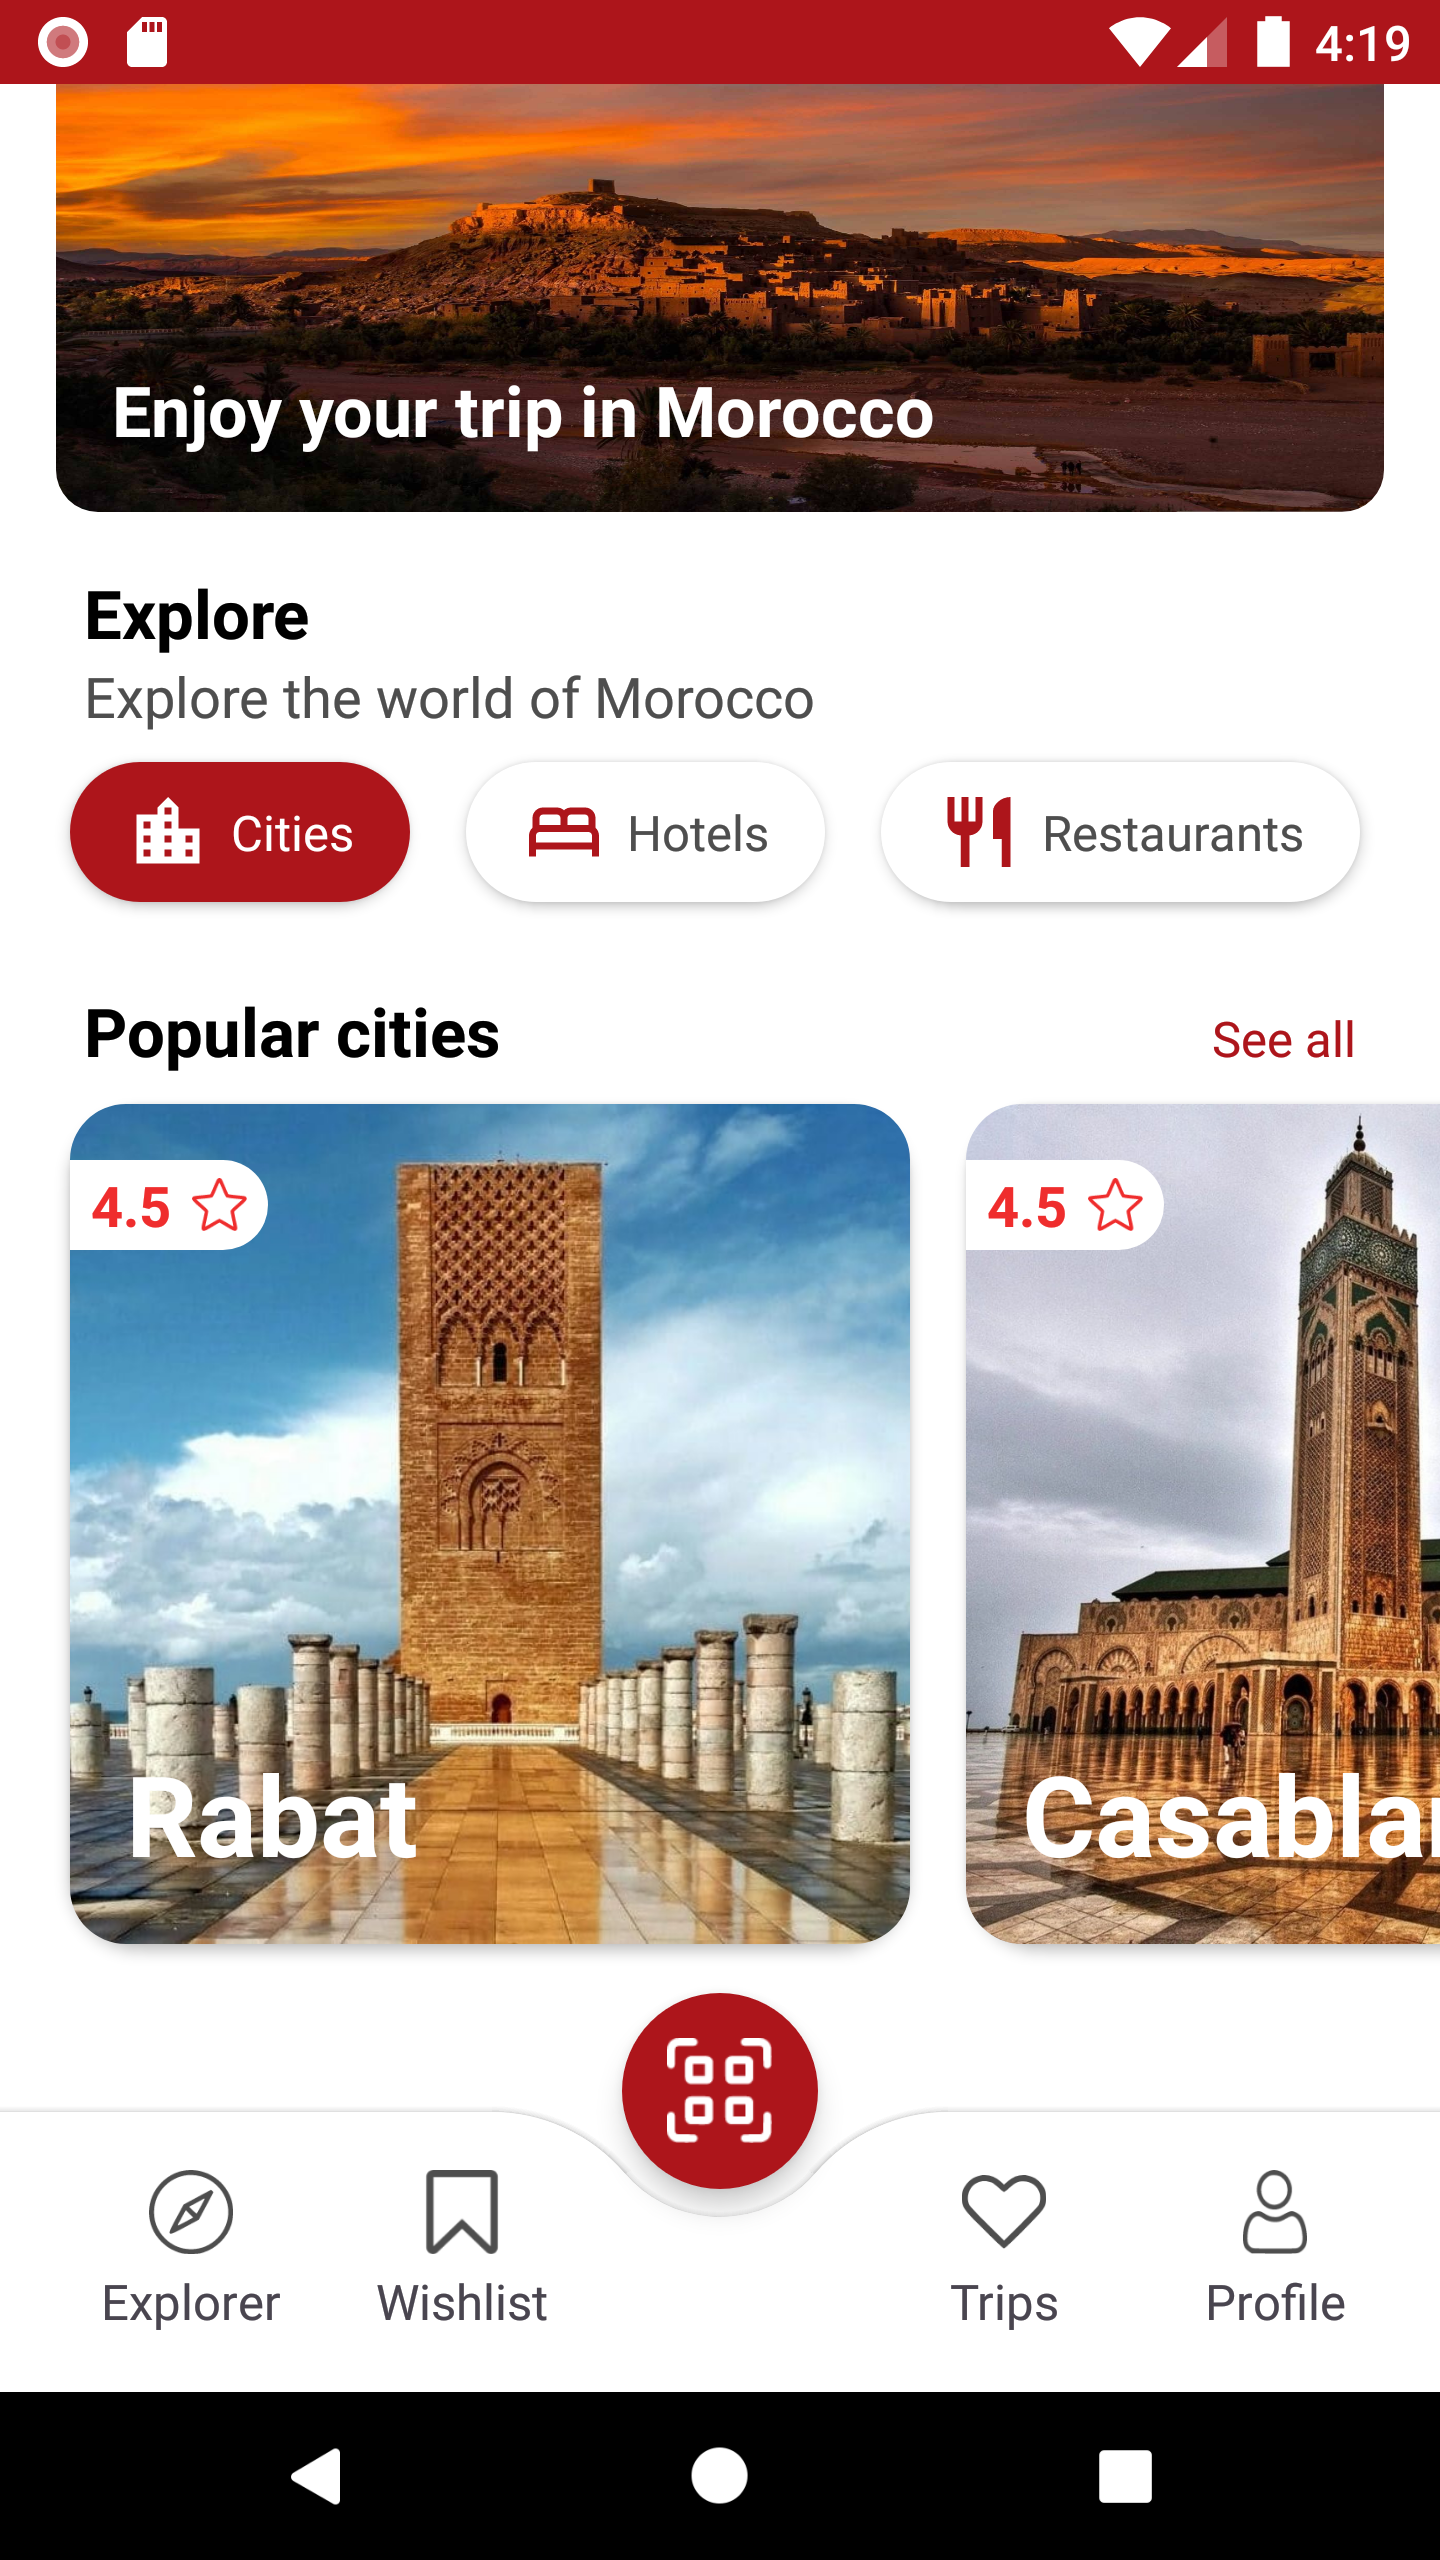 4:19
Enjoy your trip in Morocco
Explore
Explore the world of Morocco
Cities
Hotels
Restaurants
Popular cities
See all
4.5
4.5
Rabat
Casabla
Explorer
Wishlist
Trips
Profile